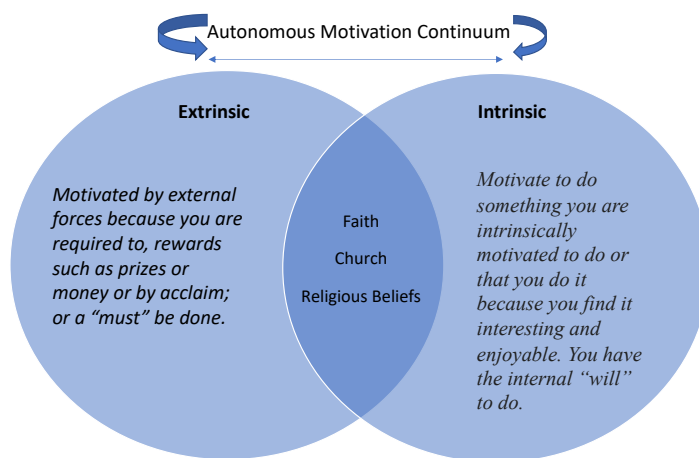 Autonomous Motivation Continuum
Extrinsic
Motivated by external
forces because you are
required to, rewards
such as prizes or
money or by acclaim;
or a “must” be done.
Faith
Church
Religious Beliefs
Intrinsic
Motivate to do
something you are
intrinsically
motivated to do or
that you do it
because you find it
interesting and
enjoyable. You have
the internal “will”
to do.